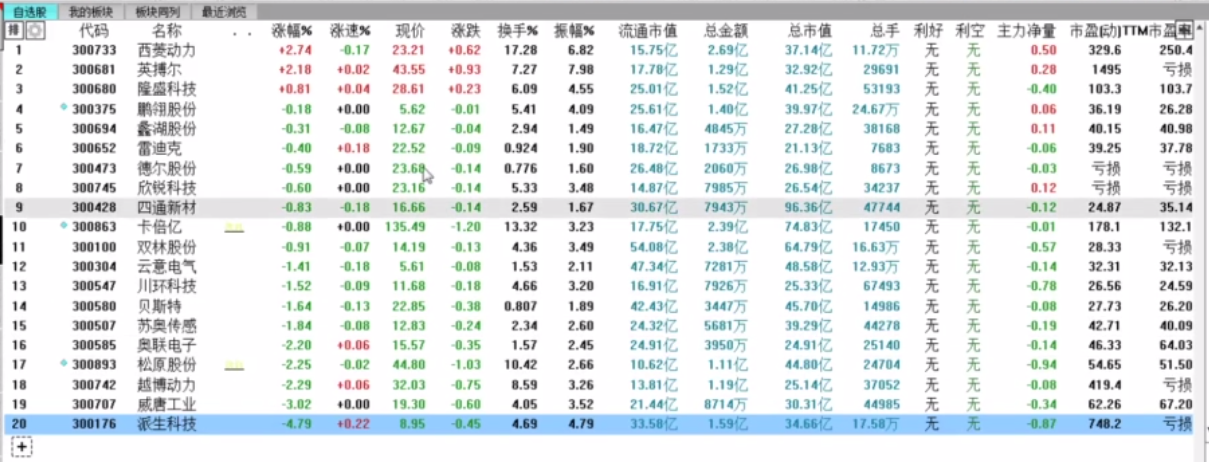 自选股 我的板块 板块同列 最近浏览
排 代码 名称 . . 涨幅% 涨速% 现价 涨跌 换手% 振幅% 流通市值 总金额 总市值 总手 利好 利空 主力净量 市盈(动) TTM市盈率
1 300733 西菱动力 +2.74 -0.17 23.21 +0.62 17.28 6.82 15.75亿 2.69亿 37.14亿 11.72万 无 无 0.50 329.6 250.4
2 300681 英搏尔 +2.18 +0.02 43.55 +0.93 7.27 7.98 17.78亿 1.29亿 32.92亿 29691 无 无 0.28 1495 亏损
3 300680 隆盛科技 +0.81 +0.04 28.61 +0.23 6.09 4.55 25.01亿 1.52亿 41.25亿 53193 无 无 -0.40 103.3 103.7
4 300375 鹏翎股份 -0.18 +0.00 5.62 -0.01 5.41 4.09 25.61亿 1.40亿 39.97亿 24.67万 无 无 0.06 36.19 26.28
5 300694 蠡湖股份 -0.31 -0.08 12.67 -0.04 2.94 1.49 16.47亿 4845万 27.28亿 38168 无 无 0.11 40.15 40.98
6 300652 雷迪克 -0.40 +0.18 22.52 -0.09 0.924 1.90 18.72亿 1733万 21.13亿 7683 无 无 -0.06 39.25 37.78
7 300473 德尔股份 -0.59 +0.00 23.68 -0.14 0.776 1.60 26.48亿 2060万 26.98亿 8673 无 无 -0.03 亏损 亏损
8 300745 欣锐科技 -0.60 +0.00 23.16 -0.14 5.33 3.48 14.87亿 7985万 26.54亿 34237 无 无 0.12 亏损 亏损
9 300428 四通新材 -0.83 -0.18 16.66 -0.14 2.59 1.67 30.67亿 7943万 96.36亿 47744 无 无 -0.12 24.87 35.14
10 300863 卡倍亿 -0.88 +0.00 135.49 -1.20 13.32 3.23 17.75亿 2.39亿 74.83亿 17450 无 无 -0.01 178.1 132.1
11 300100 双林股份 -0.91 -0.07 14.19 -0.13 4.36 3.49 54.08亿 2.38亿 64.79亿 16.63万 无 无 -0.57 28.33 亏损
12 300304 云意电气 -1.41 -0.18 5.61 -0.08 1.53 2.11 47.34亿 7281万 48.58亿 12.93万 无 无 -0.14 32.31 32.13
13 300547 川环科技 -1.52 -0.09 11.68 -0.18 4.66 3.20 16.91亿 7926万 25.33亿 67493 无 无 -0.78 26.56 24.59
14 300580 贝斯特 -1.64 -0.13 22.85 -0.38 0.807 1.89 42.43亿 3447万 45.70亿 14986 无 无 -0.08 27.73 26.20
15 300507 苏奥传感 -1.84 -0.08 12.83 -0.24 2.34 2.60 24.32亿 5681万 39.29亿 44278 无 无 -0.19 42.71 40.09
16 300585 奥联电子 -2.20 +0.06 15.57 -0.35 1.57 2.45 24.91亿 3950万 24.91亿 25140 无 无 -0.14 46.33 64.03
17 300893 松原股份 -2.25 -0.02 44.80 -1.03 10.42 2.66 10.62亿 1.11亿 44.80亿 24704 无 无 -0.94 54.65 51.50
18 300742 越博动力 -2.29 +0.06 32.03 -0.75 8.59 3.26 13.81亿 1.19亿 25.14亿 37052 无 无 -0.08 419.4 亏损
19 300707 威唐工业 -3.02 +0.00 19.30 -0.60 4.05 3.52 21.44亿 8714万 30.31亿 44985 无 无 -0.34 62.26 67.20
20 300176 派生科技 -4.79 +0.22 8.95 -0.45 4.69 4.79 33.58亿 1.59亿 34.66亿 17.58万 无 无 -0.87 748.2 亏损